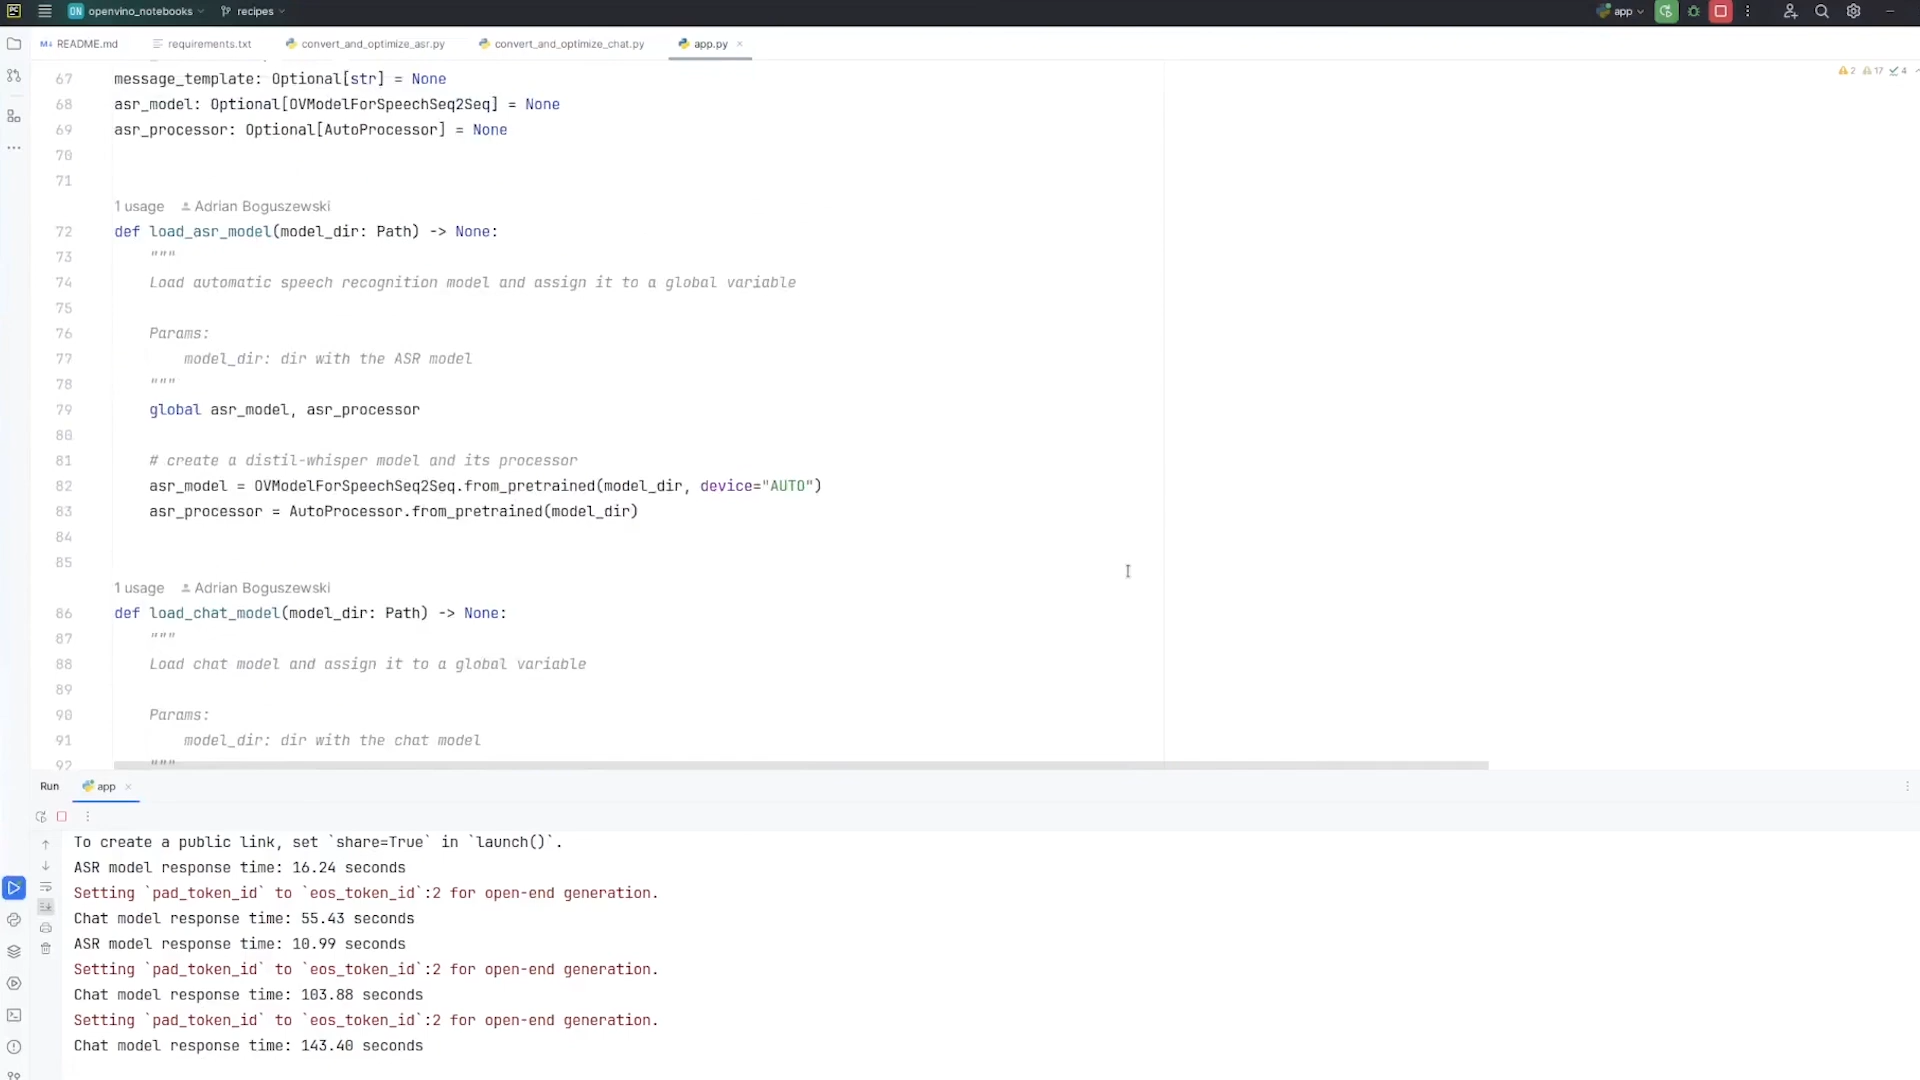 PC ON openvino_notebooks recipes app
README.md requirements.txt convert_and_optimize_asr.py convert_and_optimize_chat.py app.py
2 17 4
67 message_template: Optional[str] = None
68 asr_model: Optional[OVModelForSpeechSeq2Seq] = None
69 asr_processor: Optional[AutoProcessor] = None
70
71
1 usage Adrian Boguszewski
72 def load_asr_model(model_dir: Path) -> None:
73 """
74 Load automatic speech recognition model and assign it to a global variable
75
76 Params:
77 model_dir: dir with the ASR model
78 """
79 global asr_model, asr_processor
80
81 # create a distil-whisper model and its processor
82 asr_model = OVModelForSpeechSeq2Seq.from_pretrained(model_dir, device="AUTO")
83 asr_processor = AutoProcessor.from_pretrained(model_dir)
84
85
1 usage Adrian Boguszewski
86 def load_chat_model(model_dir: Path) -> None:
87 """
88 Load chat model and assign it to a global variable
89
90 Params:
91 model_dir: dir with the chat model
92 """
Run app
To create a public link, set `share=True` in `launch()`.
ASR model response time: 16.24 seconds
Setting `pad_token_id` to `eos_token_id`:2 for open-end generation.
Chat model response time: 55.43 seconds
ASR model response time: 10.99 seconds
Setting `pad_token_id` to `eos_token_id`:2 for open-end generation.
Chat model response time: 103.88 seconds
Setting `pad_token_id` to `eos_token_id`:2 for open-end generation.
Chat model response time: 143.40 seconds